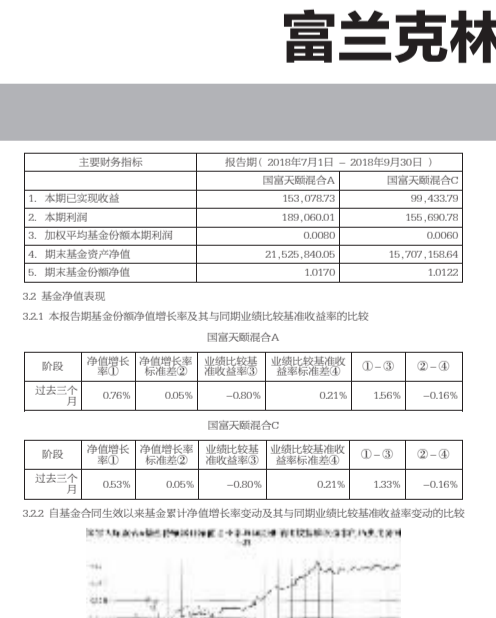 富兰克林
主要财务指标 报告期( 2018年7月1日 - 2018年9月30日 )
国富天颐混合A 国富天颐混合C
1. 本期已实现收益 153,078.73 99,433.79
2. 本期利润 189,060.01 155,690.78
3. 加权平均基金份额本期利润 0.0080 0.0060
4. 期末基金资产净值 21,525,840.05 15,707,158.64
5. 期末基金份额净值 1.0170 1.0122
3.2 基金净值表现
3.2.1 本报告期基金份额净值增长率及其与同期业绩比较基准收益率的比较
国富天颐混合A
阶段 净值增长率① 净值增长率标准差② 业绩比较基准收益率③ 业绩比较基准收益率标准差④ ①-③ ②-④
过去三个月 0.76% 0.05% -0.80% 0.21% 1.56% -0.16%
国富天颐混合C
阶段 净值增长率① 净值增长率标准差② 业绩比较基准收益率③ 业绩比较基准收益率标准差④ ①-③ ②-④
过去三个月 0.53% 0.05% -0.80% 0.21% 1.33% -0.16%
3.2.2 自基金合同生效以来基金累计净值增长率变动及其与同期业绩比较基准收益率变动的比较